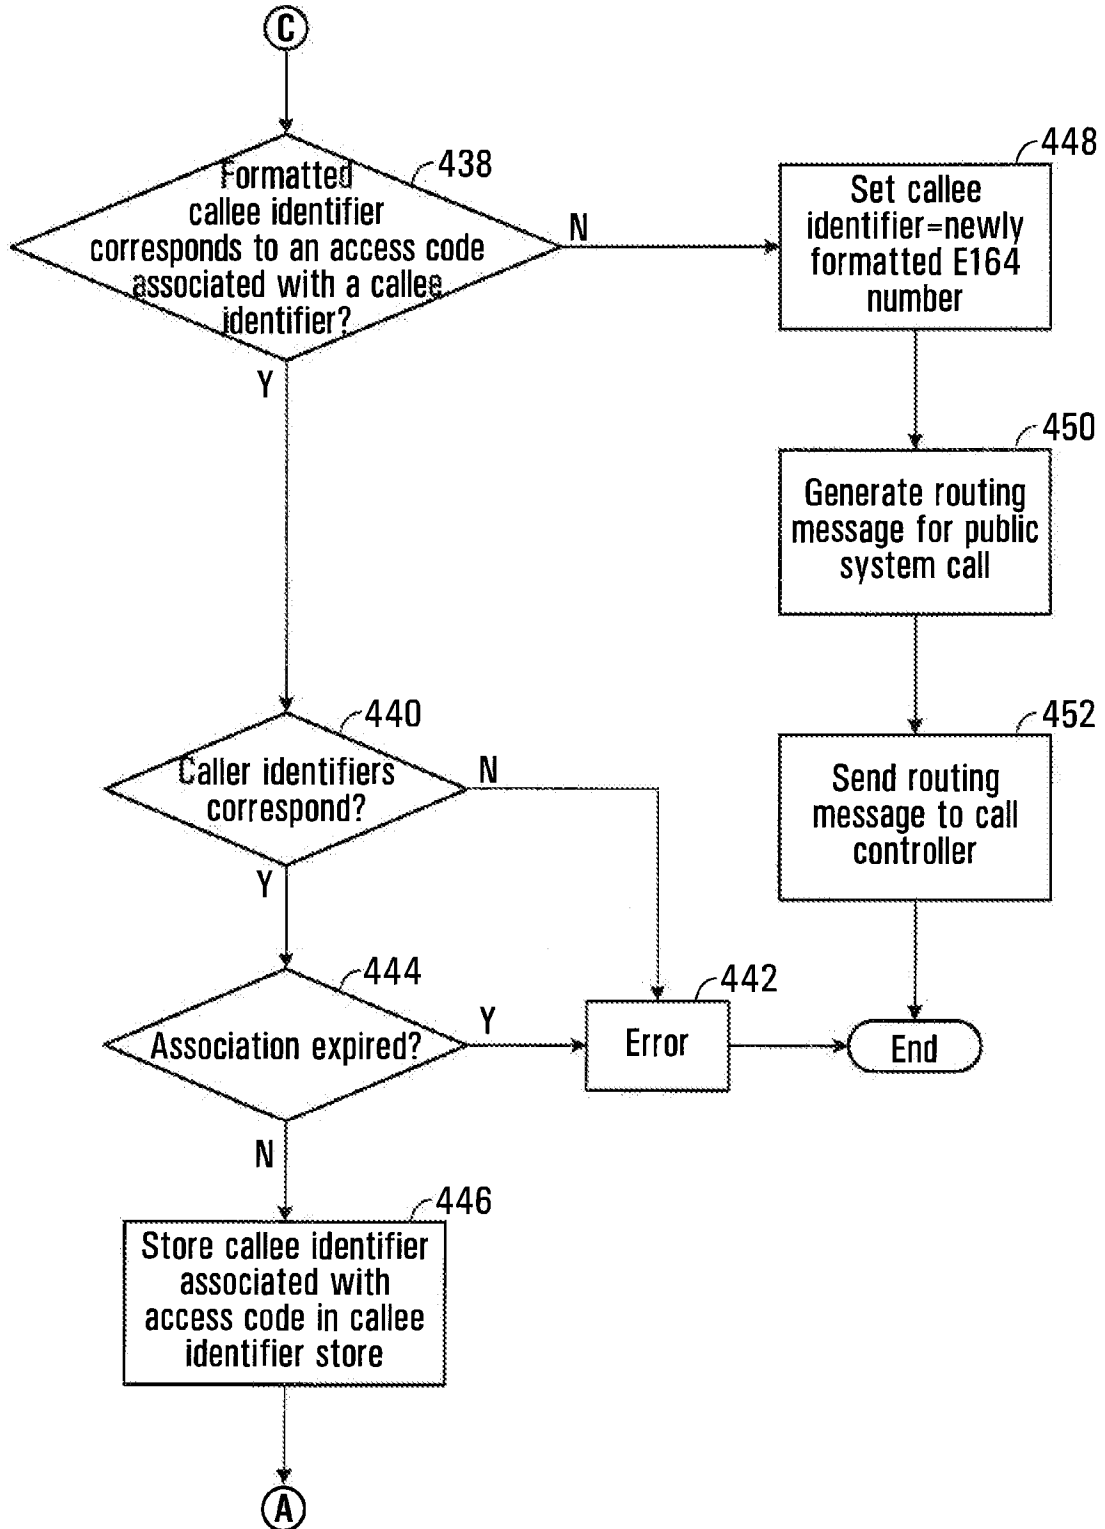 C
438
Formatted
callee identifier
corresponds to an access code
associated with a callee
identifier?
N
Y
448
Set callee
identifier=newly
formatted E164
number
450
Generate routing
message for public
system call
452
Send routing
message to call
controller
440
Caller identifiers
correspond?
N
Y
444
Association expired?
Y
N
442
Error
End
446
Store callee identifier
associated with
access code in callee
identifier store
A